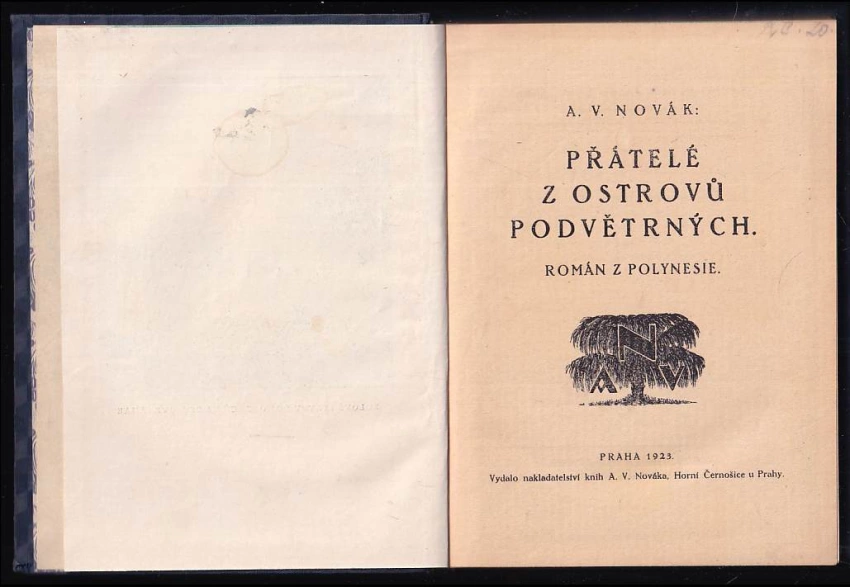 A. V. NOVÁK:
PŘÁTELÉ
Z OSTROVŮ
PODVĚTRNÝCH.
ROMÁN Z POLYNESIE.
N
A V
PRAHA 1923.
Vydalo nakladatelství knih A. V. Nováka, Horní Černošice u Prahy.